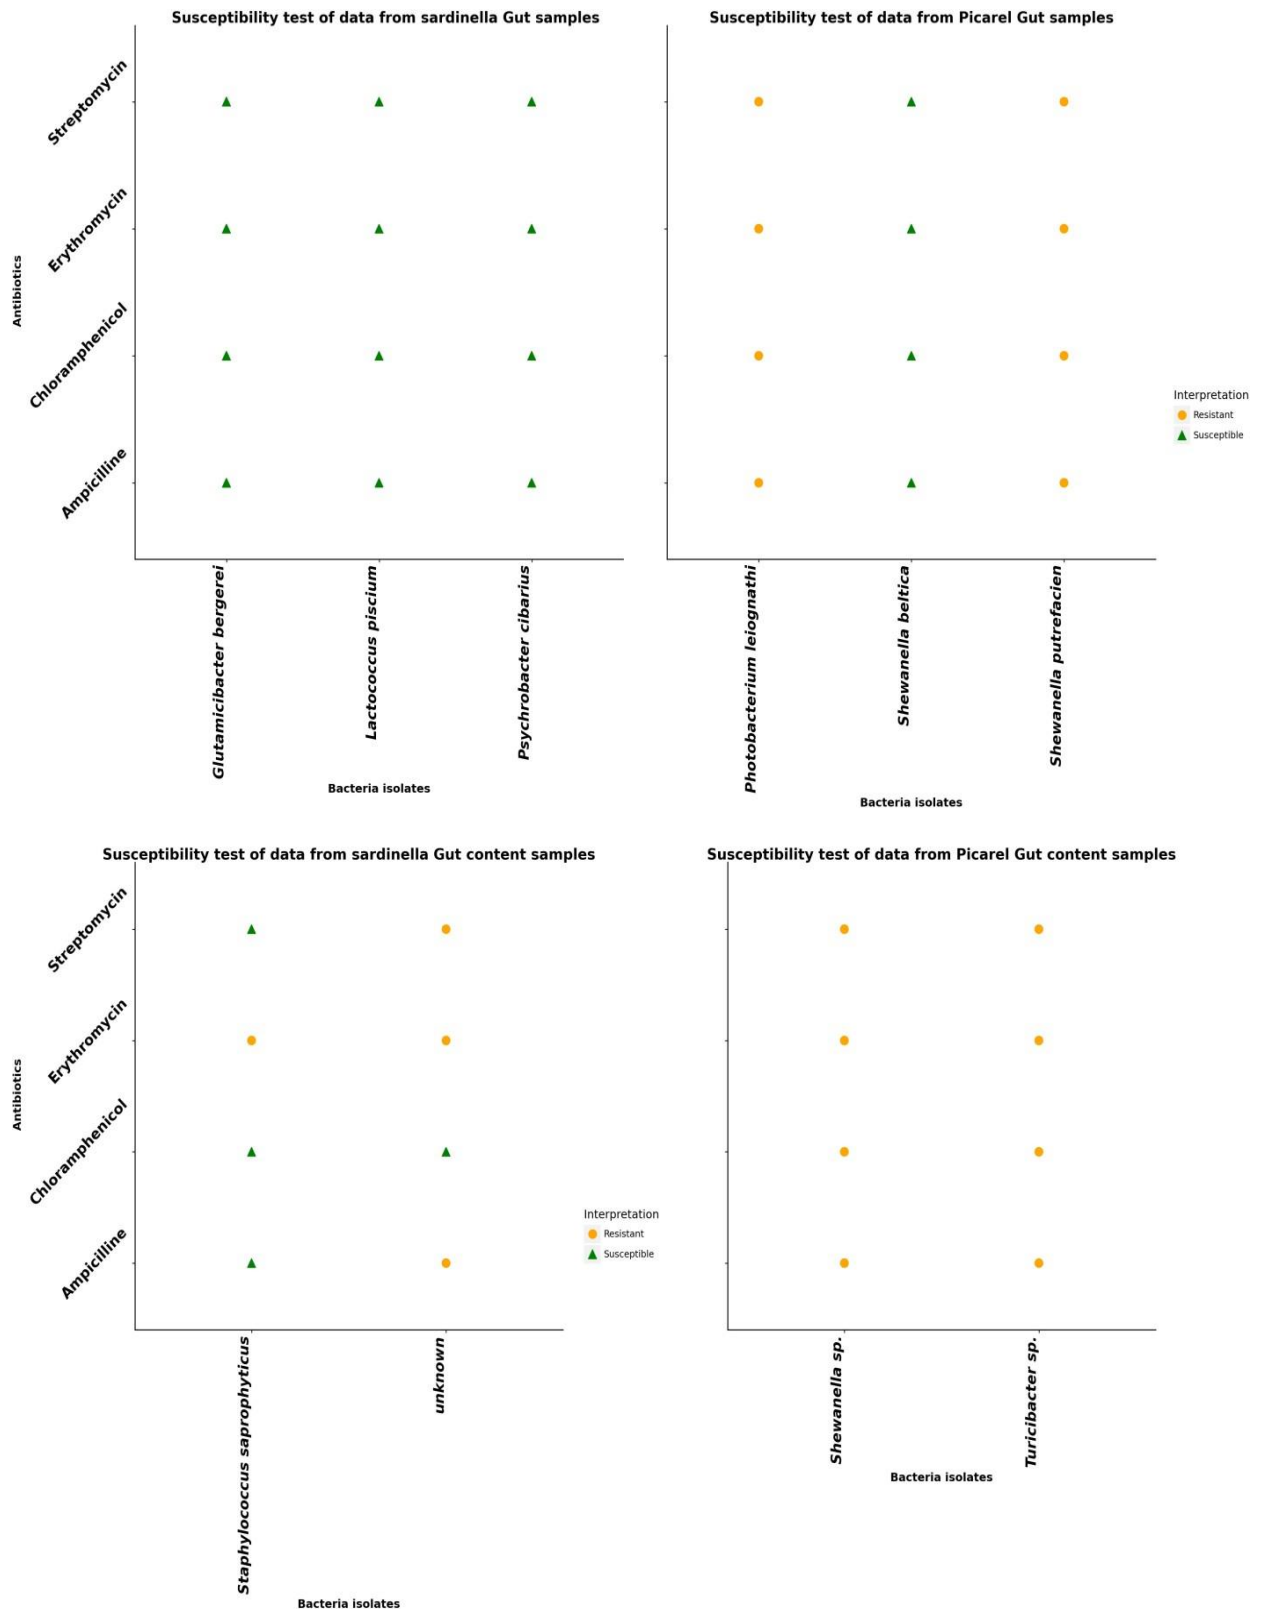 Susceptibility test of data from sardinella Gut samples
Antibiotics
Streptomycin
Erythromycin
Chloramphenicol
Ampicilline
Glutamicibacter bergerei
Lactococcus piscium
Psychrobacter cibarius
Bacteria isolates
Susceptibility test of data from Picarel Gut samples
Photobacterium leiognathi
Shewanella beltica
Shewanella putrefacien
Bacteria isolates
Interpretation
Resistant
Susceptible
Susceptibility test of data from sardinella Gut content samples
Antibiotics
Streptomycin
Erythromycin
Chloramphenicol
Ampicilline
Staphylococcus saprophyticus
unknown
Bacteria isolates
Interpretation
Resistant
Susceptible
Susceptibility test of data from Picarel Gut content samples
Shewanella sp.
Turicibacter sp.
Bacteria isolates